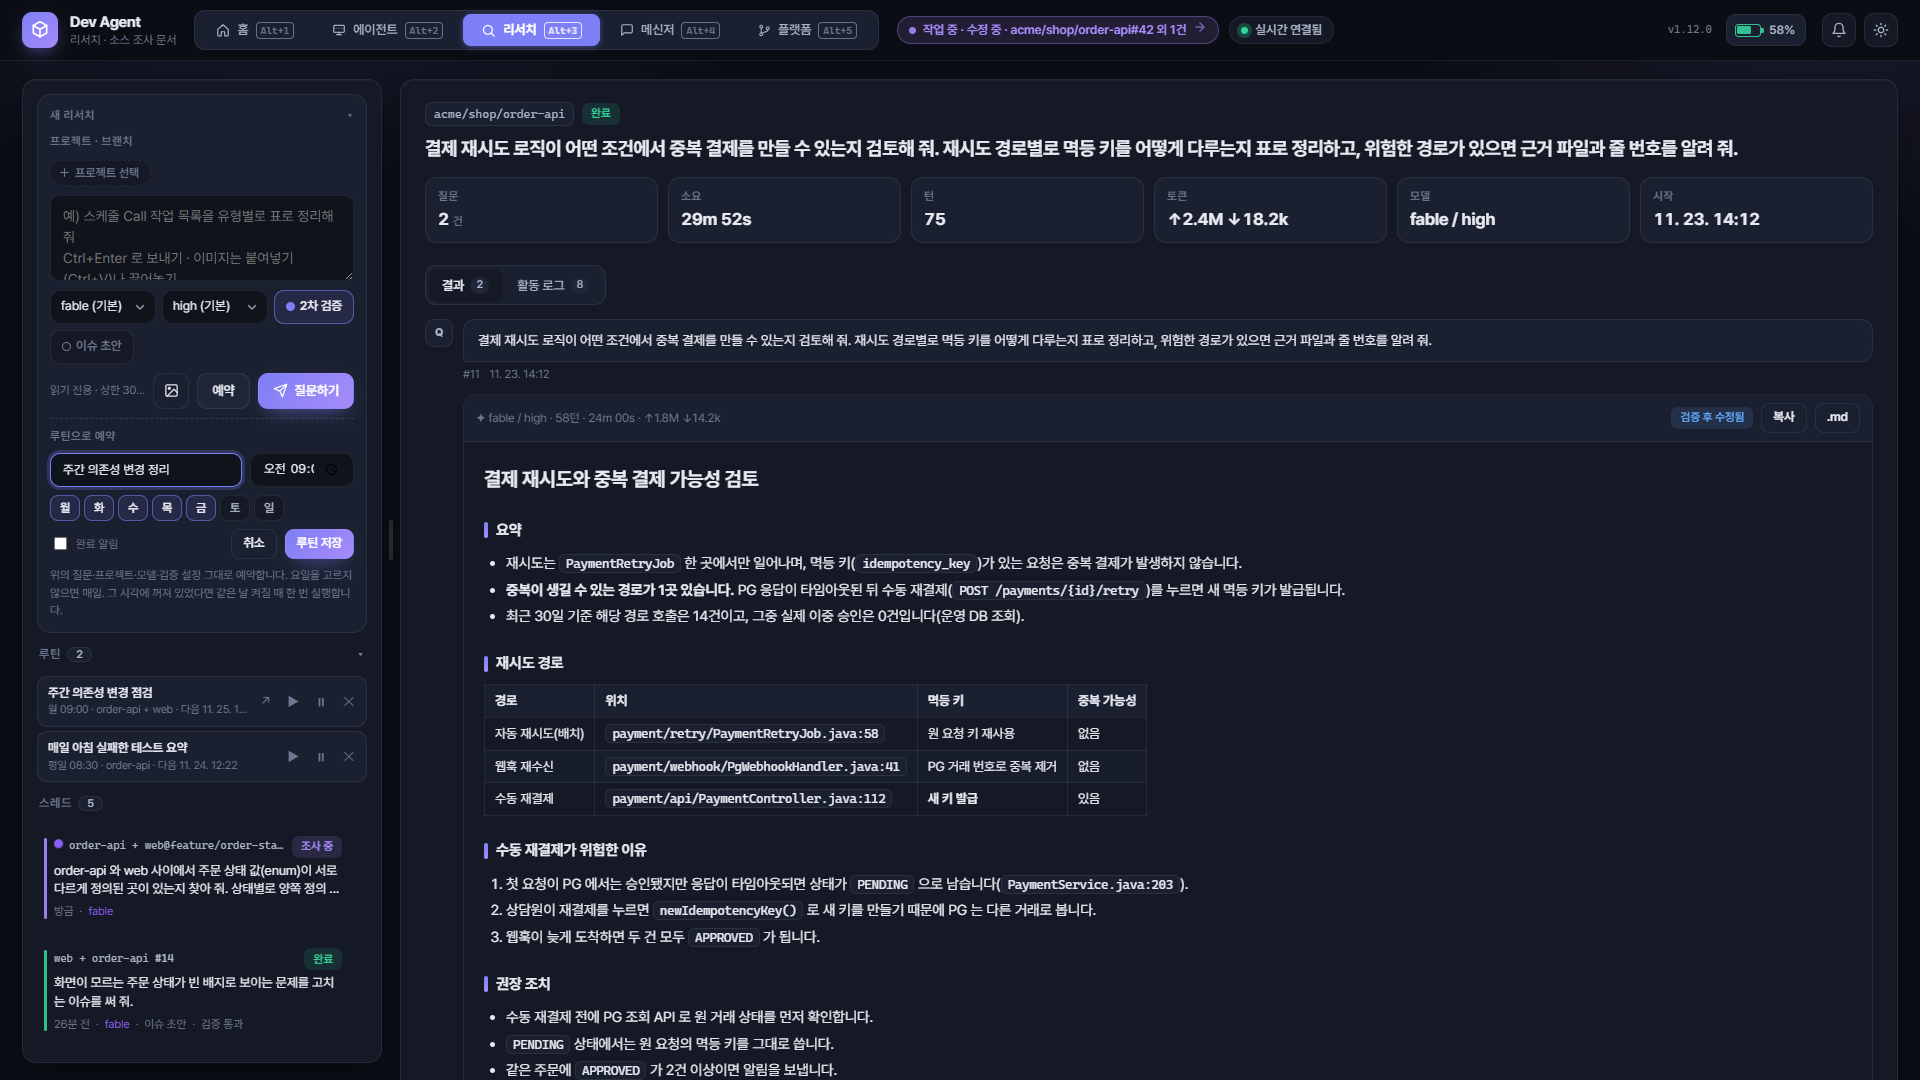 Dev Agent
리서치 · 소스 조사 문서
홈 Alt+1
에이전트 Alt+2
리서치 Alt+3
메신저 Alt+4
플랫폼 Alt+5
작업 중 · 수정 중 · acme/shop/order-api#42 외 1건 →
실시간 연결됨
v1.12.0
58%
새 리서치
프로젝트 · 브랜치
+ 프로젝트 선택
예) 스케줄 Call 작업 목록을 유형별로 표로 정리해
줘
Ctrl+Enter 로 보내기 · 이미지는 붙여넣기
(Ctrl+V)나 끌어놓기
fable (기본)
high (기본)
2차 검증
이슈 초안
읽기 전용 · 상한 30...
예약
질문하기
루틴으로 예약
주간 의존성 변경 정리
오전 09:0
월 화 수 목 금 토 일
완료 알림
취소
루틴 저장
위의 질문·프로젝트·모델·검증 설정 그대로 예약합니다. 요일을 고르지
않으면 매일. 그 시각에 꺼져 있었다면 같은 날 켜질 때 한 번 실행합니
다.
루틴 2
주간 의존성 변경 점검
월 09:00 · order-api + web · 다음 11. 25. 1...
매일 아침 실패한 테스트 요약
평일 08:30 · order-api · 다음 11. 24. 12:22
스레드 5
order-api + web@feature/order-sta...
조사 중
order-api 와 web 사이에서 주문 상태 값(enum)이 서로
다르게 정의된 곳이 있는지 찾아 줘. 상태별로 양쪽 정의 ...
방금 · fable
web + order-api #14
완료
화면이 모르는 주문 상태가 빈 배지로 보이는 문제를 고치
는 이슈를 써 줘.
26분 전 · fable · 이슈 초안 · 검증 통과
acme/shop/order-api
완료
결제 재시도 로직이 어떤 조건에서 중복 결제를 만들 수 있는지 검토해 줘. 재시도 경로별로 멱등 키를 어떻게 다루는지 표로 정리하고, 위험한 경로가 있으면 근거 파일과 줄 번호를 알려 줘.
질문
2 건
소요
29m 52s
턴
75
토큰
↑2.4M ↓18.2k
모델
fable / high
시작
11. 23. 14:12
결과 2
활동 로그 8
Q
결제 재시도 로직이 어떤 조건에서 중복 결제를 만들 수 있는지 검토해 줘. 재시도 경로별로 멱등 키를 어떻게 다루는지 표로 정리하고, 위험한 경로가 있으면 근거 파일과 줄 번호를 알려 줘.
#11 11. 23. 14:12
✦ fable / high · 58턴 · 24m 00s · ↑1.8M ↓14.2k
검증 후 수정됨
복사
.md
결제 재시도와 중복 결제 가능성 검토
요약
• 재시도는 PaymentRetryJob 한 곳에서만 일어나며, 멱등 키( idempotency_key )가 있는 요청은 중복 결제가 발생하지 않습니다.
• 중복이 생길 수 있는 경로가 1곳 있습니다. PG 응답이 타임아웃된 뒤 수동 재결제( POST /payments/{id}/retry )를 누르면 새 멱등 키가 발급됩니다.
• 최근 30일 기준 해당 경로 호출은 14건이고, 그중 실제 이중 승인은 0건입니다(운영 DB 조회).
재시도 경로
경로 위치 멱등 키 중복 가능성
자동 재시도(배치) payment/retry/PaymentRetryJob.java:58 원 요청 키 재사용 없음
웹훅 재수신 payment/webhook/PgWebhookHandler.java:41 PG 거래 번호로 중복 제거 없음
수동 재결제 payment/api/PaymentController.java:112 새 키 발급 있음
수동 재결제가 위험한 이유
1. 첫 요청이 PG 에서는 승인됐지만 응답이 타임아웃되면 상태가 PENDING 으로 남습니다( PaymentService.java:203 ).
2. 상담원이 재결제를 누르면 newIdempotencyKey() 로 새 키를 만들기 때문에 PG 는 다른 거래로 봅니다.
3. 웹훅이 늦게 도착하면 두 건 모두 APPROVED 가 됩니다.
권장 조치
• 수동 재결제 전에 PG 조회 API 로 원 거래 상태를 먼저 확인합니다.
• PENDING 상태에서는 원 요청의 멱등 키를 그대로 씁니다.
• 같은 주문에 APPROVED 가 2건 이상이면 알림을 보냅니다.